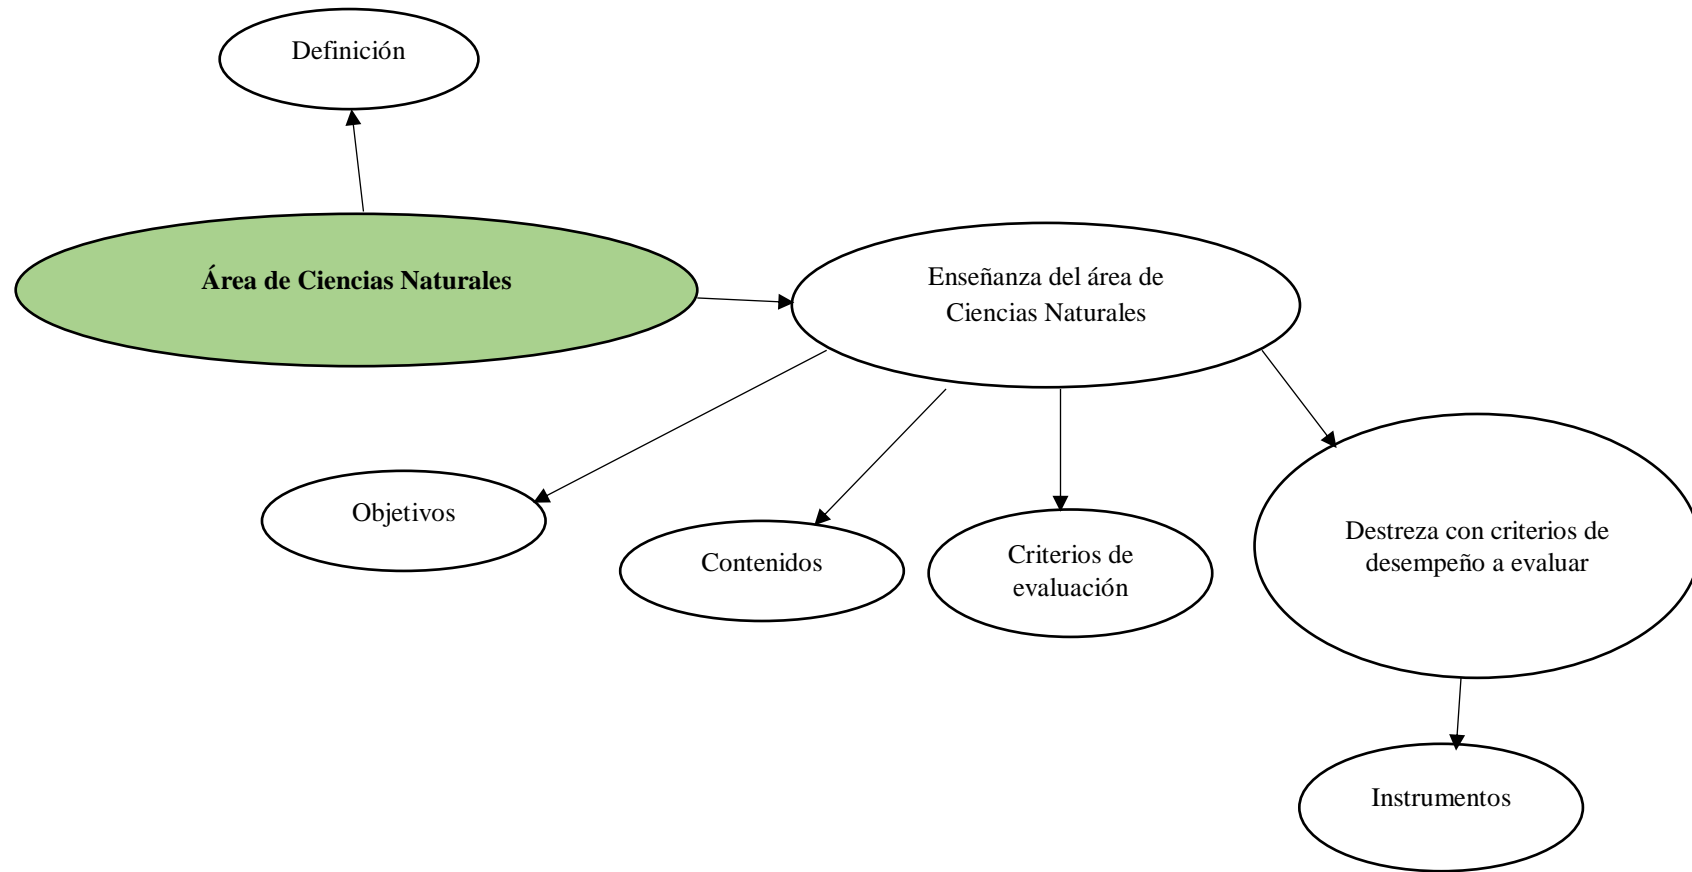 Definición
Área de Ciencias Naturales
Enseñanza del área de
Ciencias Naturales
Objetivos
Contenidos
Criterios de
evaluación
Destreza con criterios de
desempeño a evaluar
Instrumentos